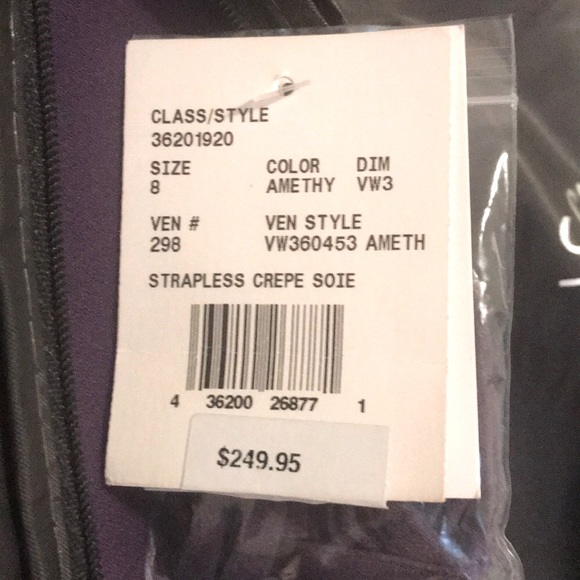 CLASS/STYLE
36201920
SIZE COLOR DIM
8 AMETHY VW3
VEN # VEN STYLE
298 VW360453 AMETH
STRAPLESS CREPE SOIE
4 36200 26877 1
$249.95